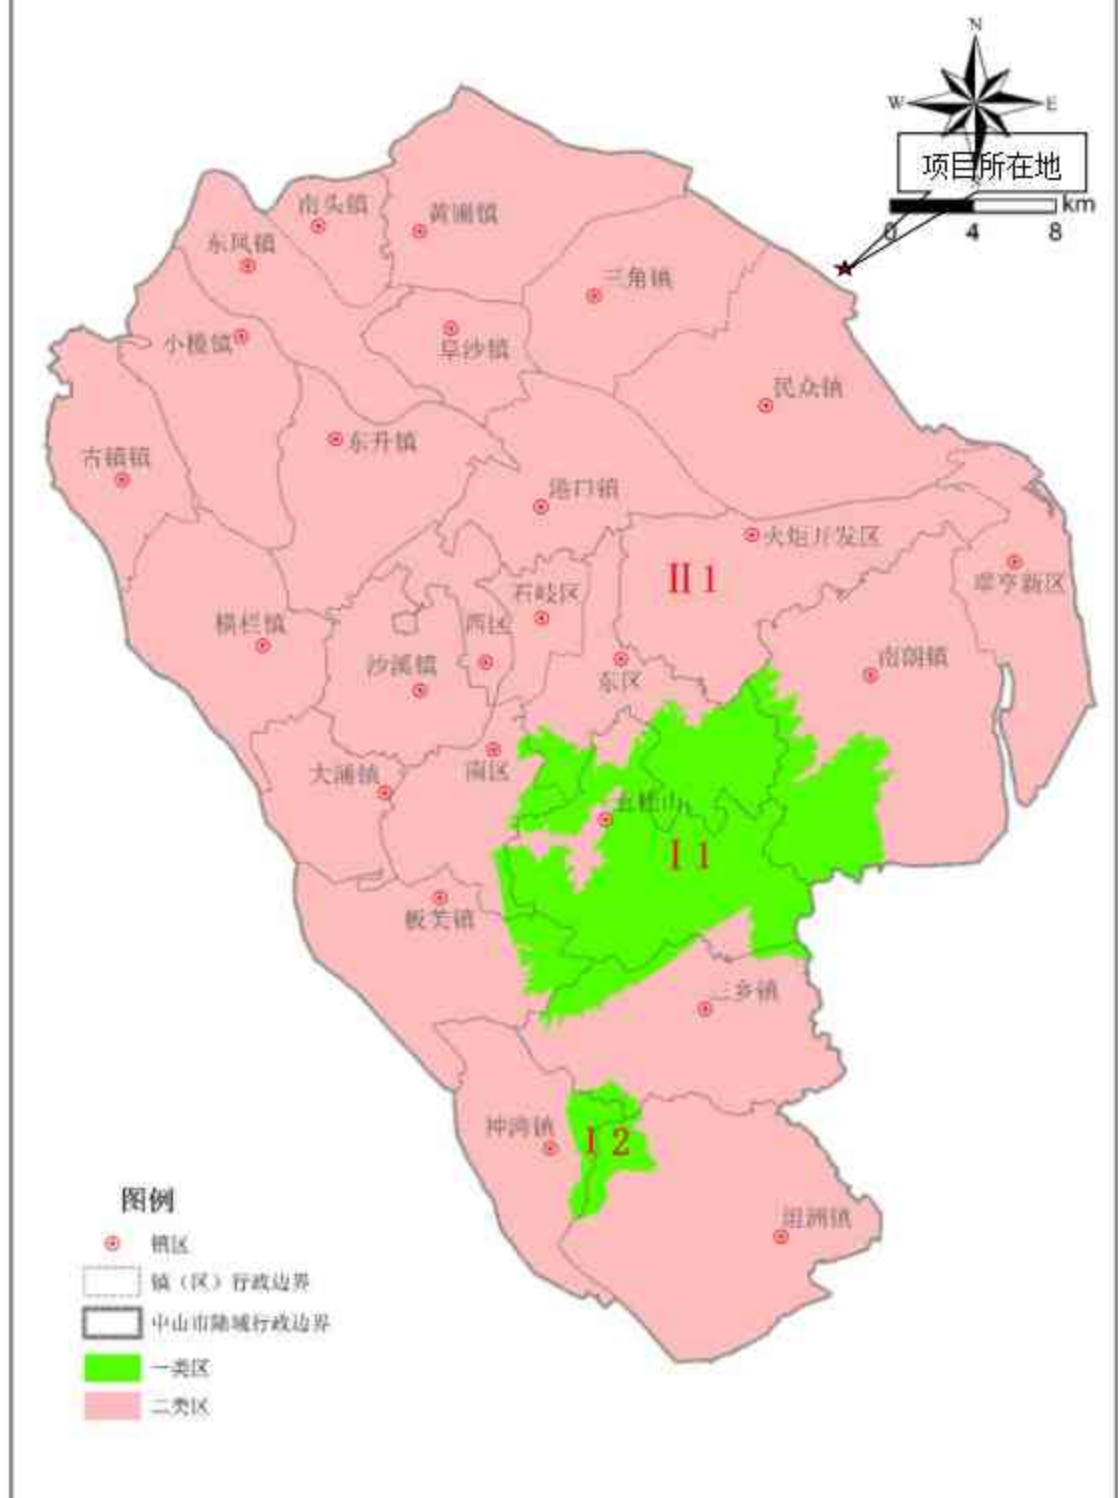 N
W
E
项目所在地
km
0
4
8
南头镇
黄圃镇
东凤镇
三角镇
小榄镇
阜沙镇
民众镇
东升镇
古镇镇
港口镇
火炬开发区
II 1
翠亨新区
石岐区
横栏镇
西区
沙溪镇
东区
南朗镇
大涌镇
南区
五桂山
I 1
板芙镇
三乡镇
神湾镇
I 2
坦洲镇
图例
镇区
镇（区）行政边界
中山市陆域行政边界
一类区
二类区